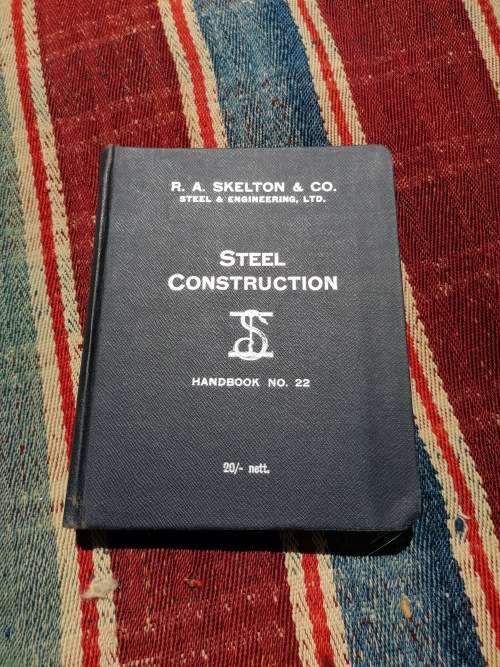 R. A. SKELTON & CO.
STEEL & ENGINEERING, LTD.
STEEL
CONSTRUCTION
HANDBOOK NO. 22
20/- nett.